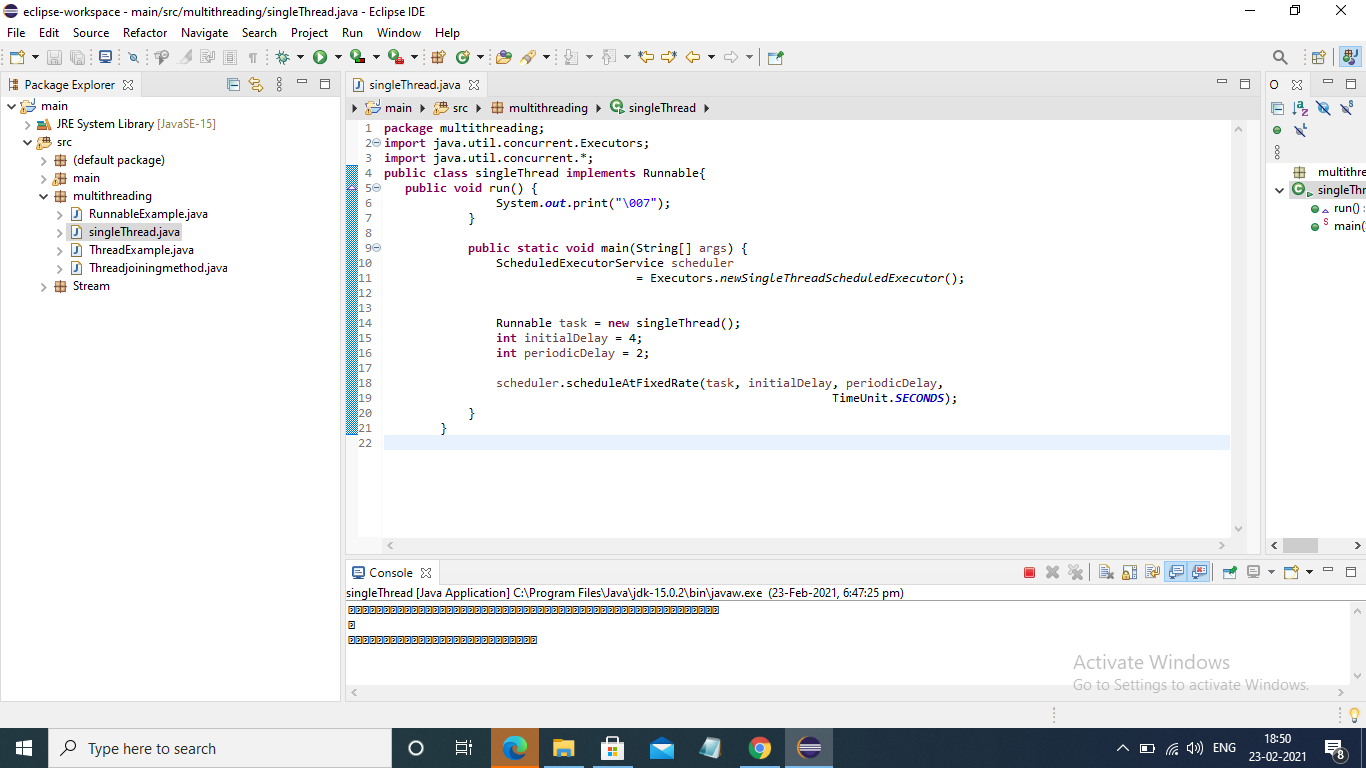 eclipse-workspace - main/src/multithreading/singleThread.java - Eclipse IDE
File Edit Source Refactor Navigate Search Project Run Window Help
Package Explorer
main
JRE System Library [JavaSE-15]
src
(default package)
main
multithreading
RunnableExample.java
singleThread.java
ThreadExample.java
Threadjoiningmethod.java
Stream
singleThread.java
main src multithreading singleThread
1 package multithreading;
2 import java.util.concurrent.Executors;
3 import java.util.concurrent.*;
4 public class singleThread implements Runnable{
5 public void run() {
6 System.out.print("\007");
7 }
8
9 public static void main(String[] args) {
10 ScheduledExecutorService scheduler
11 = Executors.newSingleThreadScheduledExecutor();
12
13
14 Runnable task = new singleThread();
15 int initialDelay = 4;
16 int periodicDelay = 2;
17
18 scheduler.scheduleAtFixedRate(task, initialDelay, periodicDelay,
19 TimeUnit.SECONDS);
20 }
21 }
22
O
multithre
singleThr
run() :
main(
Console
singleThread [Java Application] C:\Program Files\Java\jdk-15.0.2\bin\javaw.exe (23-Feb-2021, 6:47:25 pm)
Activate Windows
Go to Settings to activate Windows.
Type here to search
ENG
18:50
23-02-2021
8